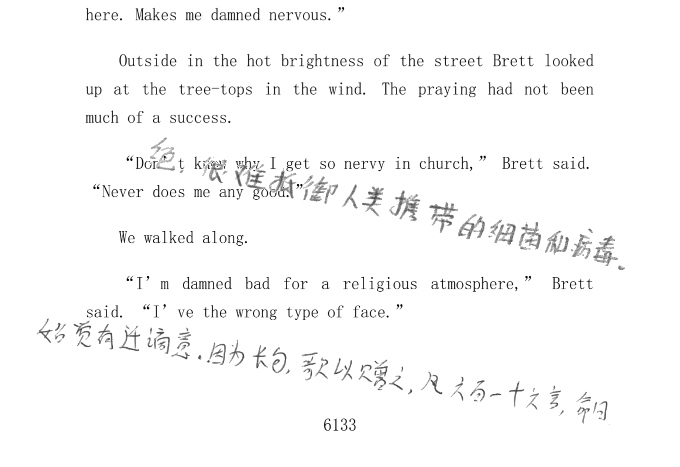 here. Makes me damned nervous.”
Outside in the hot brightness of the street Brett looked
up at the tree-tops in the wind. The praying had not been
much of a success.
“Don’t know why I get so nervy in church,” Brett said.
绝，很难抵御人类携带的细菌和病毒。
“Never does me any good.”
We walked along.
“I’m damned bad for a religious atmosphere,” Brett
said. “I’ve the wrong type of face.”
始觉有迁谪意．因为长句，歌以赠之，凡六百一十六言，命曰
6133